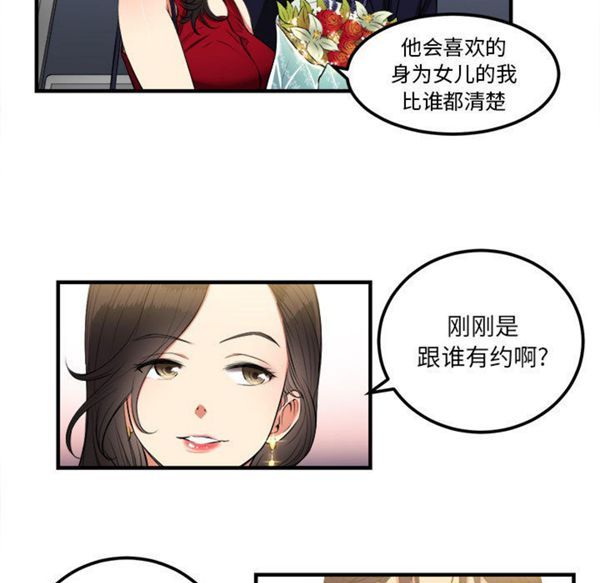 他会喜欢的
身为女儿的我
比谁都清楚
刚刚是
跟谁有约啊?